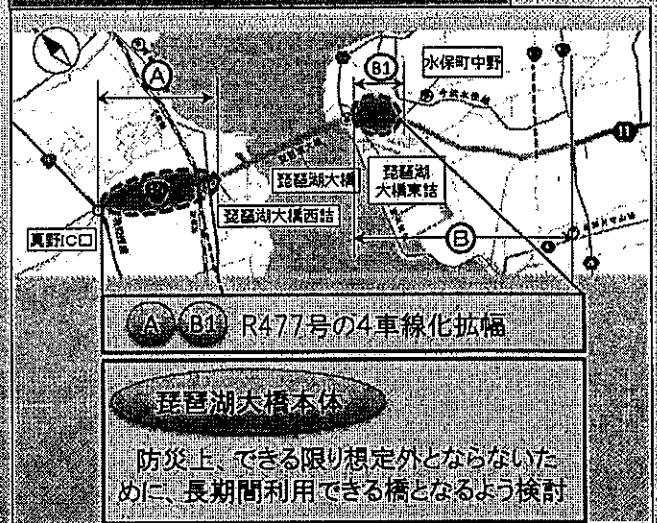 A
B1
水保町中野
11
琵琶湖大橋
琵琶湖
大橋東詰
真野IC口
琵琶湖大橋西詰
B
A B1 R477号の4車線化拡幅
琵琶湖大橋本体
防災上、できる限り想定外とならないた
めに、長期間利用できる橋となるよう検討